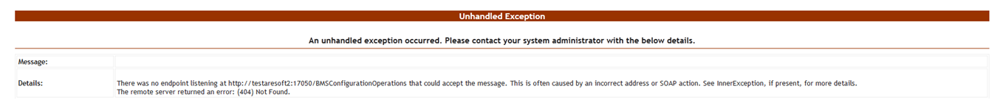 Unhandled Exception
An unhandled exception occurred. Please contact your system administrator with the below details.
Message:
Details:
There was no endpoint listening at http://testaresoft2:17050/BMSConfigurationOperations that could accept the message. This is often caused by an incorrect address or SOAP action. See InnerException, if present, for more details.
The remote server returned an error: (404) Not Found.